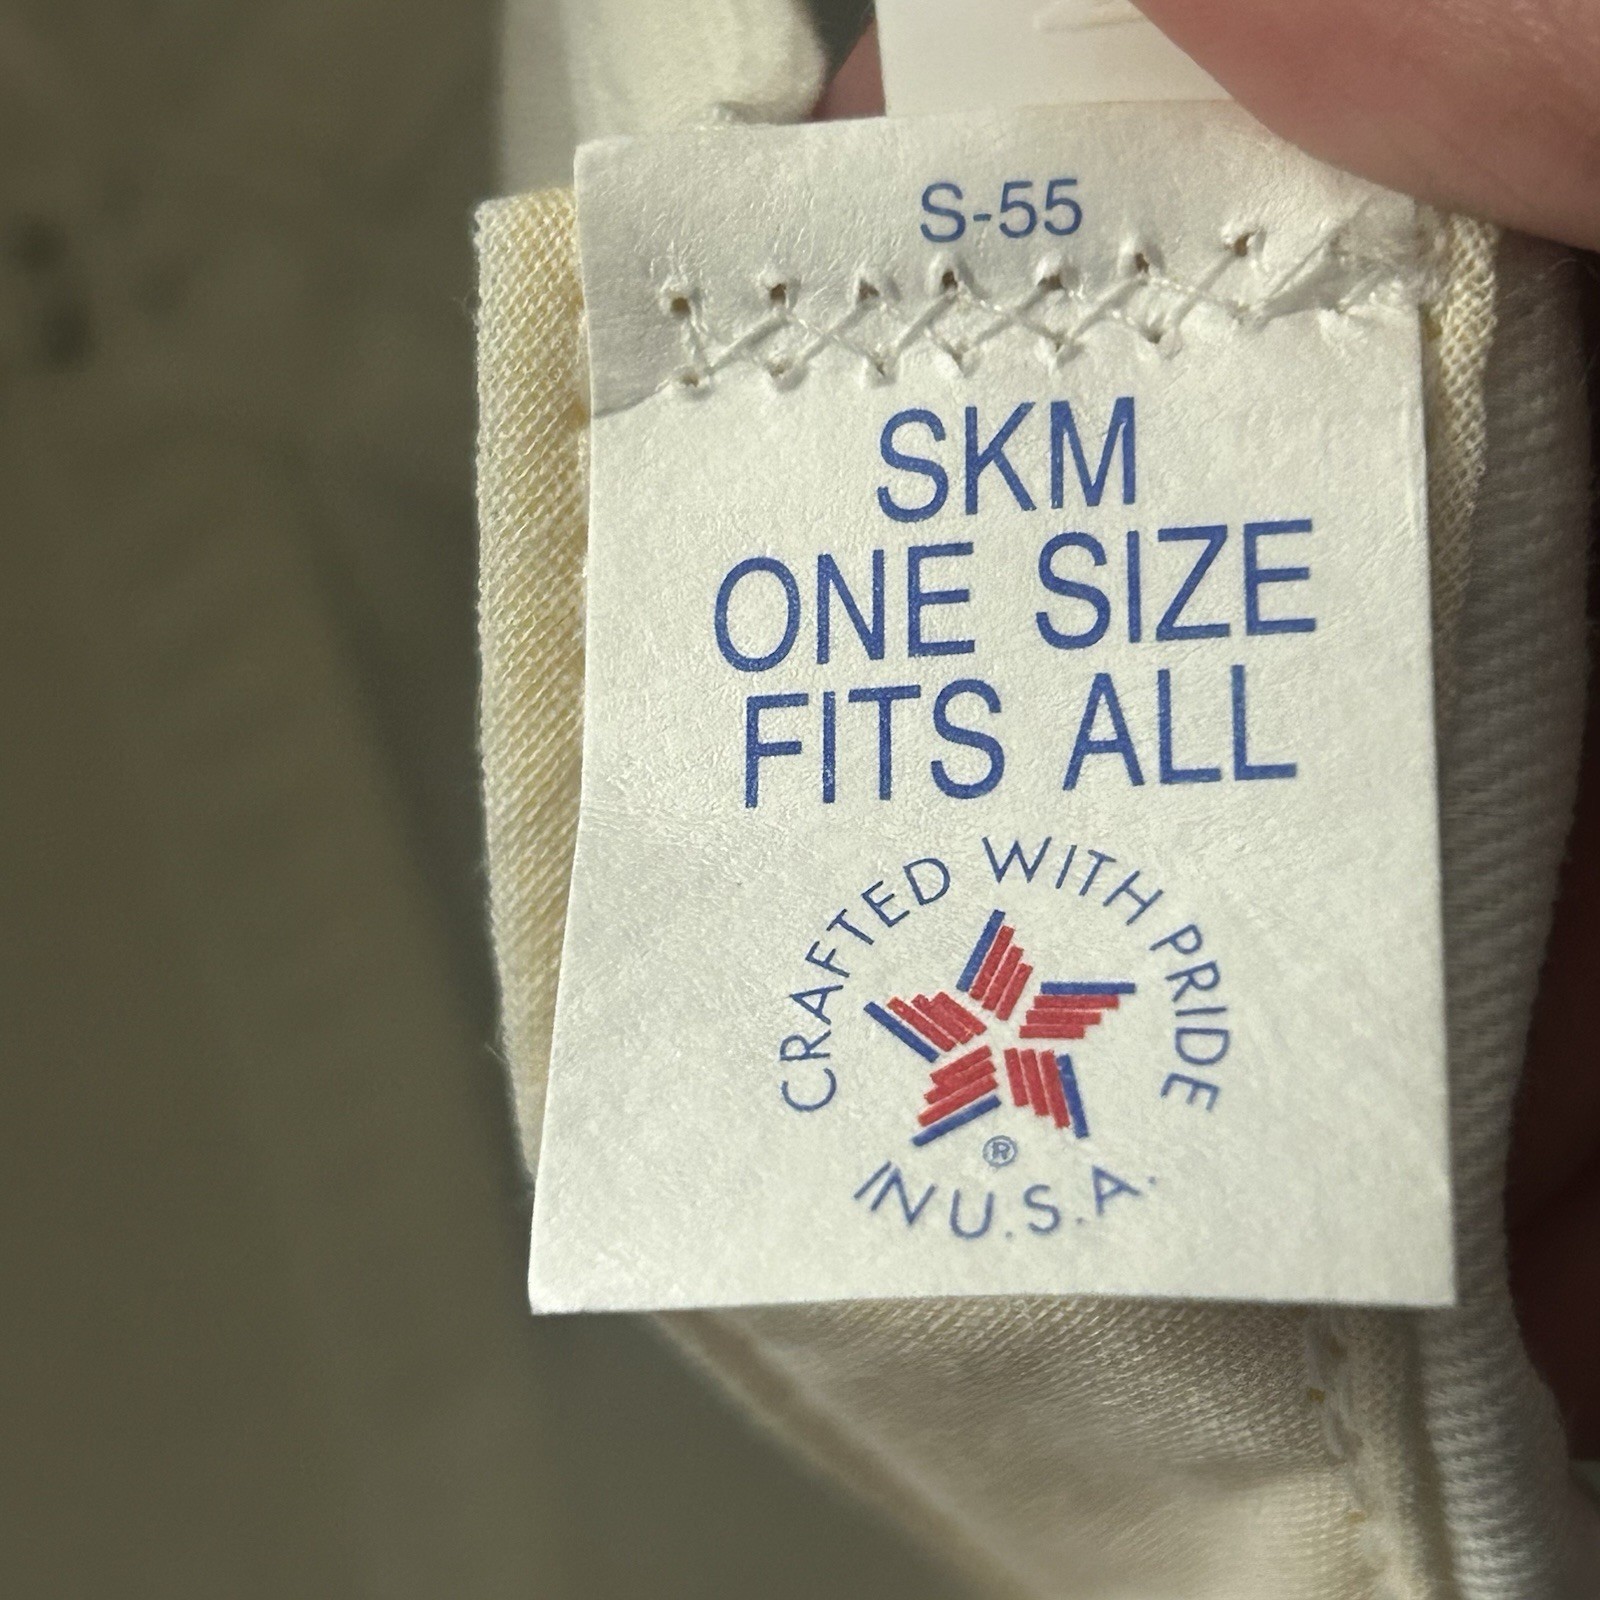 S-55
SKM
ONE SIZE
FITS ALL
CRAFTED WITH PRIDE
®
IN U.S.A.